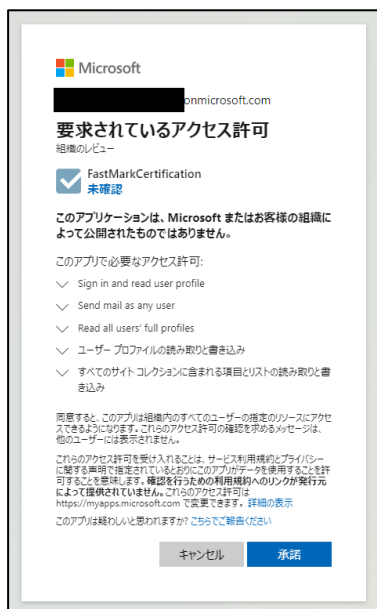 Microsoft
onmicrosoft.com
要求されているアクセス許可
組織のレビュー
FastMarkCertification
未確認
このアプリケーションは、Microsoft またはお客様の組織に
よって公開されたものではありません。
このアプリで必要なアクセス許可:
Sign in and read user profile
Send mail as any user
Read all users' full profiles
ユーザー プロファイルの読み取りと書き込み
すべてのサイト コレクションに含まれる項目とリストの読み取りと書
き込み
同意すると、このアプリは組織内のすべてのユーザーの指定のリソースにアクセ
スできるようになります。これらのアクセス許可の確認を求めるメッセージは、
他のユーザーには表示されません。
これらのアクセス許可を受け入れることは、サービス利用規約とプライバシー
に関する声明で指定されているとおりにこのアプリがデータを使用することを許
可することを意味します。確認を行うための利用規約へのリンクが発行元
によって提供されていません。これらのアクセス許可は
https://myapps.microsoft.com で変更できます。詳細の表示
このアプリは疑わしいと思われますか? こちらでご報告ください
キャンセル
承諾